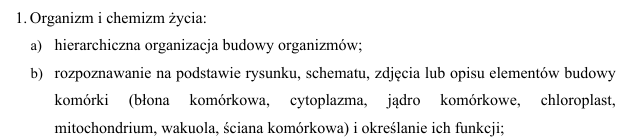 1. Organizm i chemizm życia:
a) hierarchiczna organizacja budowy organizmów;
b) rozpoznawanie na podstawie rysunku, schematu, zdjęcia lub opisu elementów budowy
komórki (błona komórkowa, cytoplazma, jądro komórkowe, chloroplast,
mitochondrium, wakuola, ściana komórkowa) i określanie ich funkcji;